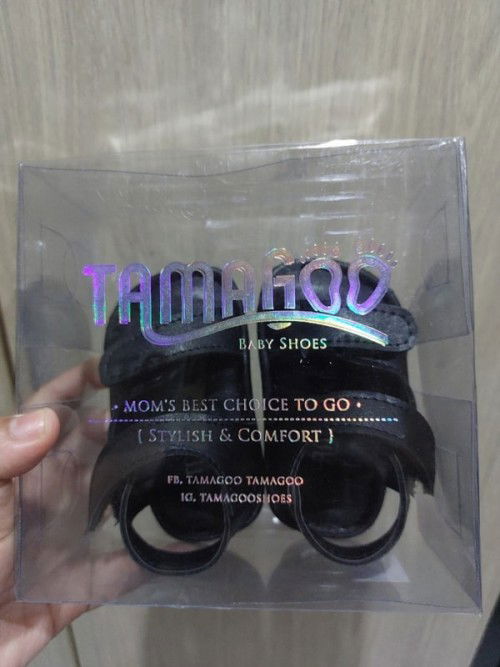 TAMAGOO
BABY SHOES
• MOM'S BEST CHOICE TO GO •
{ STYLISH & COMFORT }
FB. TAMAGOO TAMAGOO
IG. TAMAGOOSHOES